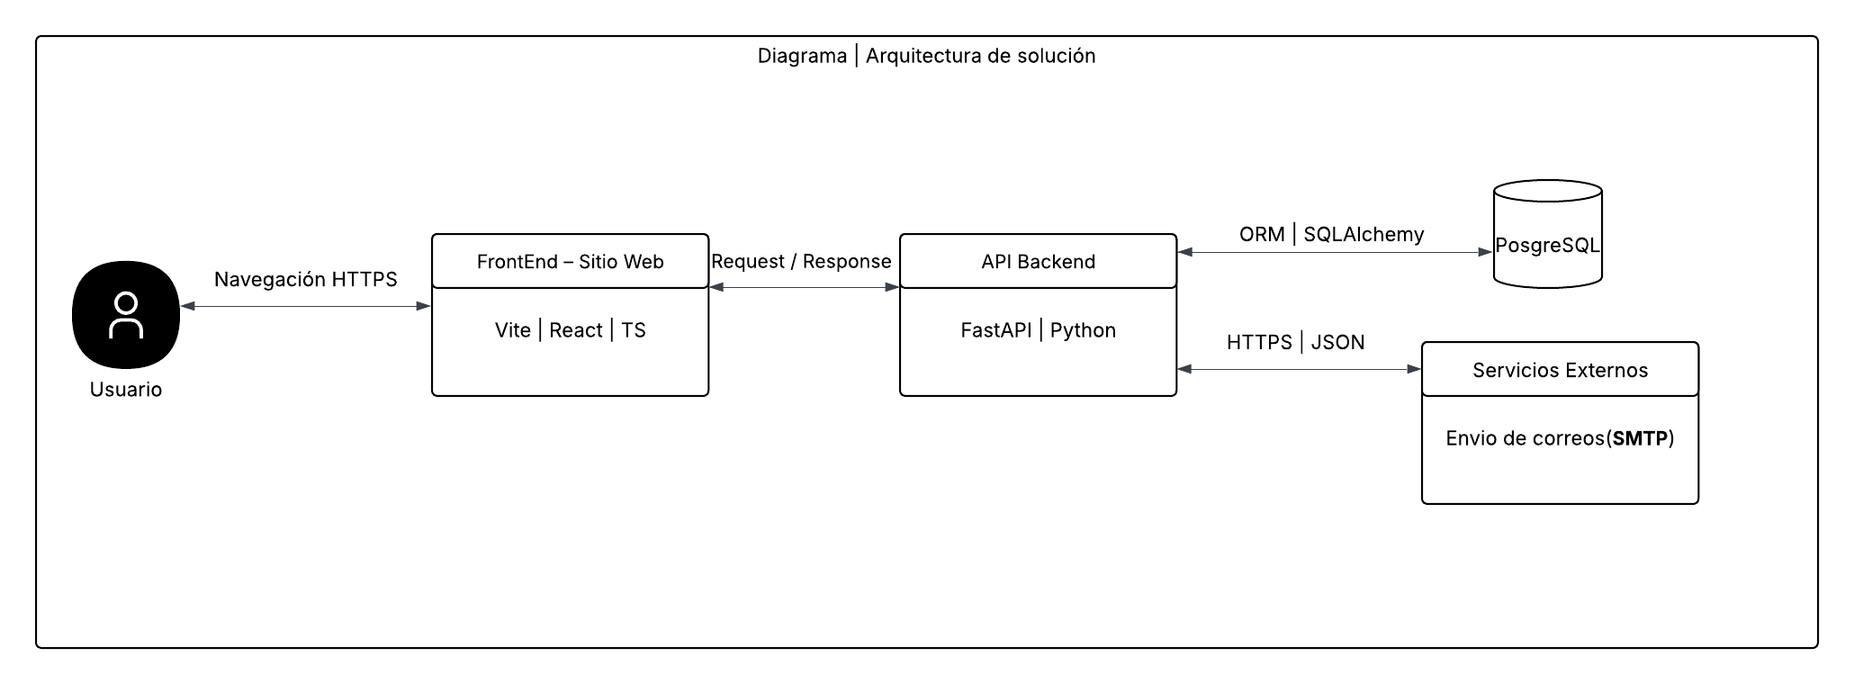 Diagrama | Arquitectura de solución
Navegación HTTPS
Usuario
FrontEnd – Sitio Web
Vite | React | TS
Request / Response
API Backend
FastAPI | Python
ORM | SQLAlchemy
PosgreSQL
HTTPS | JSON
Servicios Externos
Envio de correos(SMTP)